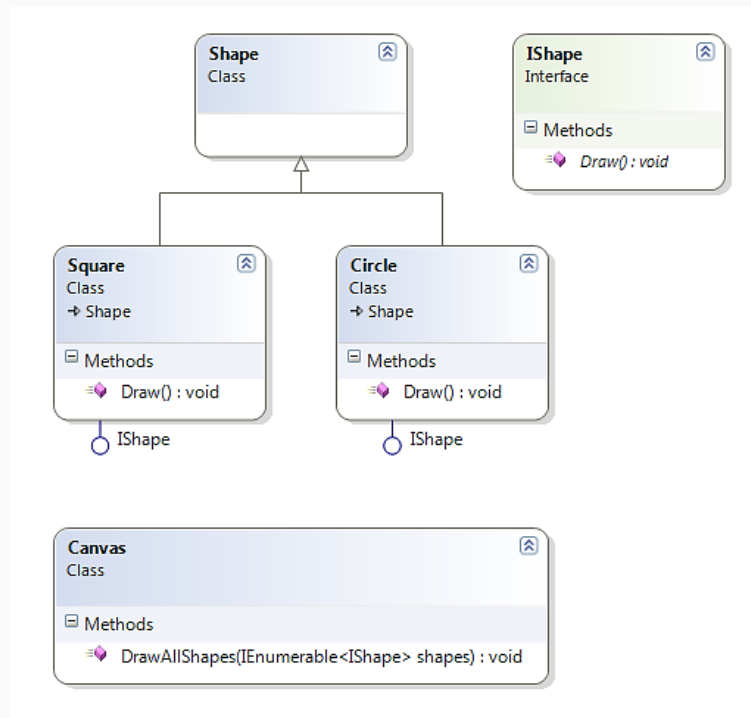 Shape
Class
IShape
Interface
Methods
Draw() : void
Square
Class
Shape
Methods
Draw() : void
IShape
Circle
Class
Shape
Methods
Draw() : void
IShape
Canvas
Class
Methods
DrawAllShapes(IEnumerable<IShape> shapes) : void